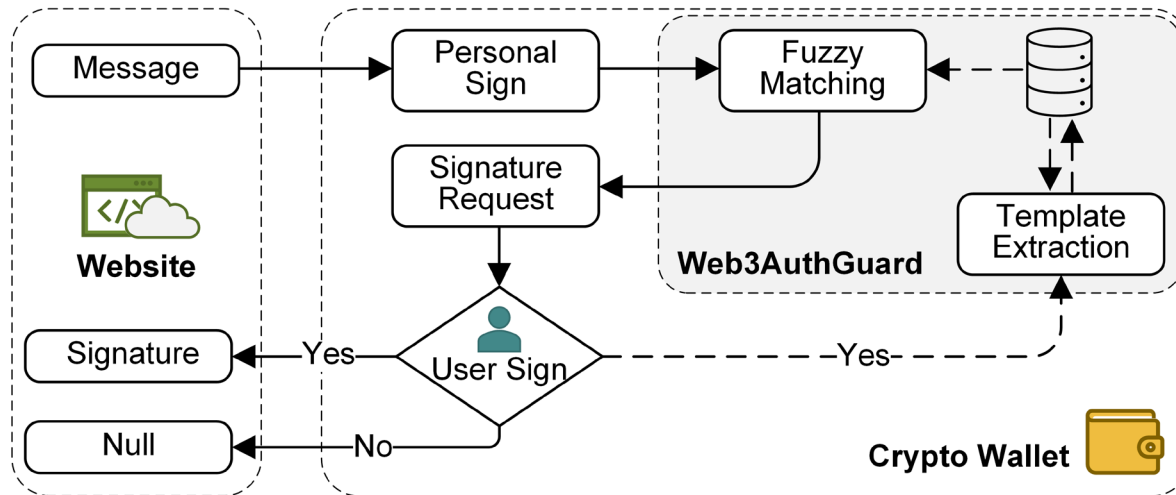 Message
Personal
Sign
Fuzzy
Matching
Signature
Request
Template
Extraction
</>
Website
Web3AuthGuard
Signature
Yes
User Sign
Yes
Null
No
Crypto Wallet